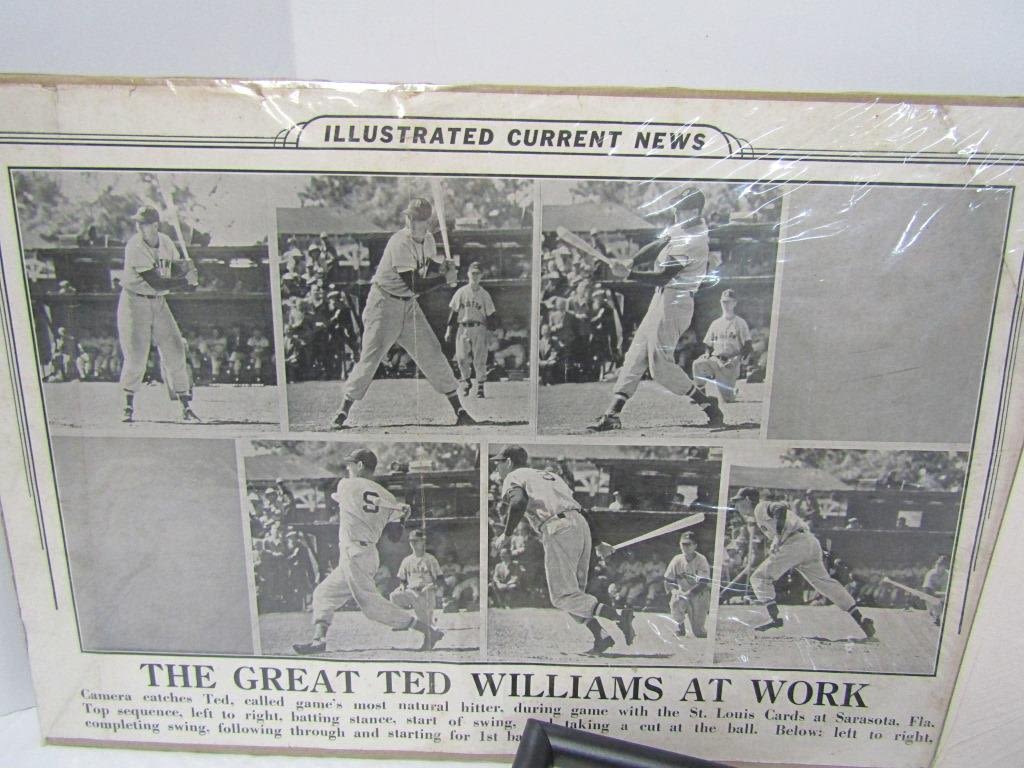 ILLUSTRATED CURRENT NEWS
S
THE GREAT TED WILLIAMS AT WORK
Camera catches Ted, called game's most natural hitter, during game with the St. Louis Cards at Sarasota, Fla.
Top sequence, left to right, batting stance, start of swing, taking a cut at the ball. Below: left to right,
completing swing, following through and starting for 1st